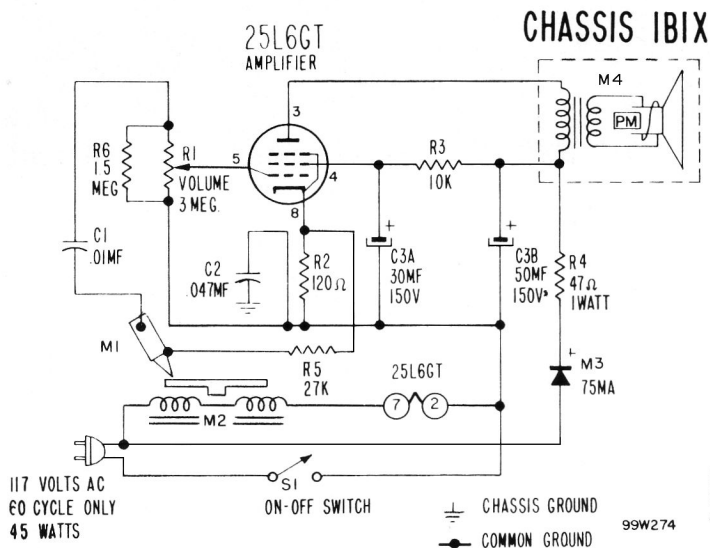 CHASSIS 1B1X
25L6GT
AMPLIFIER
M4
PM
3
R6
1.5
MEG
R1
VOLUME
3 MEG.
5
4
8
R3
10K
C1
.01MF
C2
.047MF
R2
120Ω
+
C3A
30MF
150V
+
C3B
50MF
150V
R4
47Ω
1WATT
M1
R5
27K
25L6GT
7
2
+
M3
75MA
M2
117 VOLTS AC
60 CYCLE ONLY
45 WATTS
S1
ON-OFF SWITCH
CHASSIS GROUND
COMMON GROUND
99W274